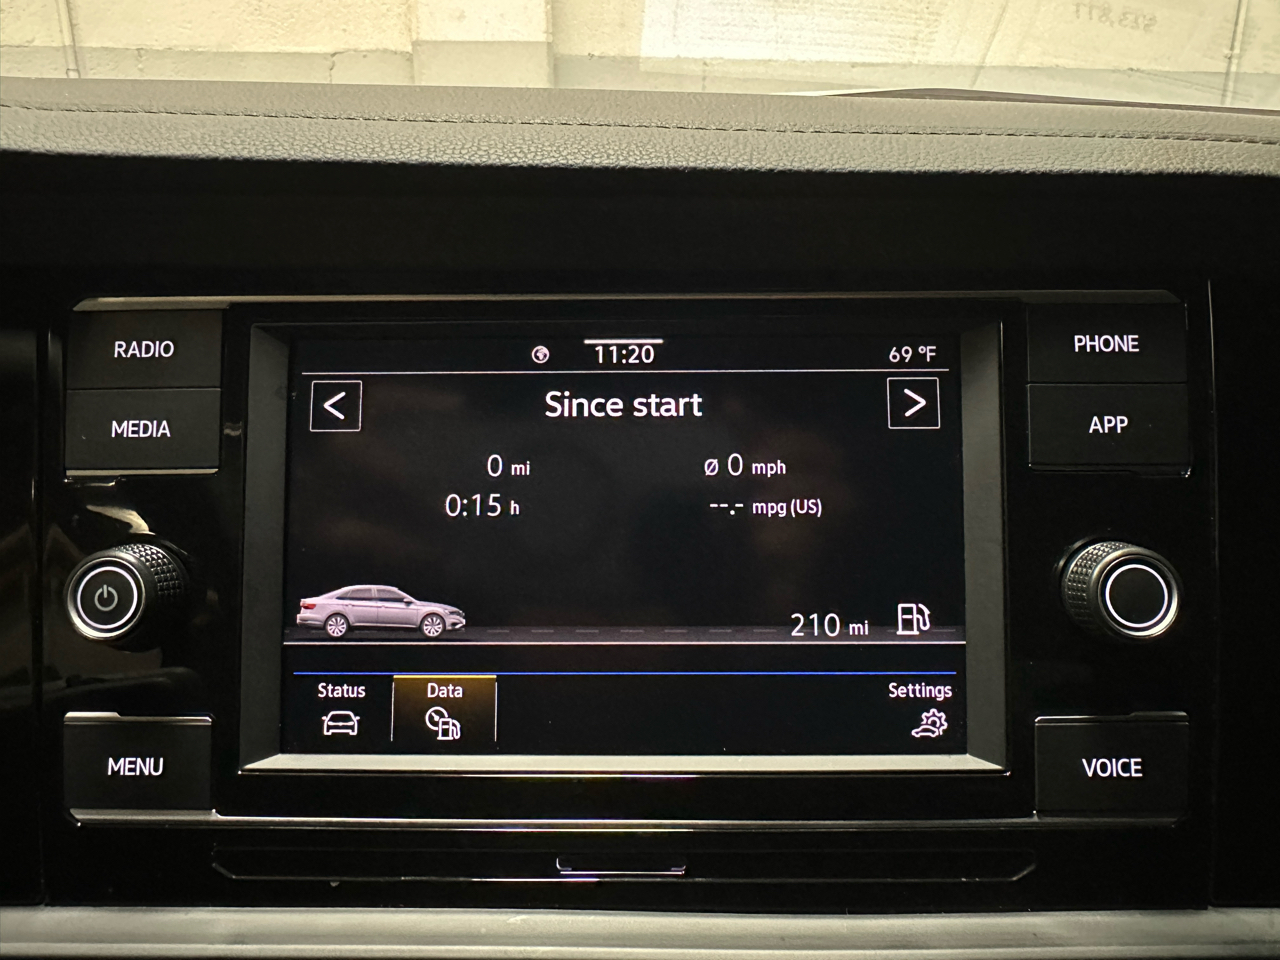 RADIO
MEDIA
MENU
11:20
69 °F
<
Since start
>
0 mi
ø 0 mph
0:15 h
--.- mpg (US)
210 mi
Status
Data
Settings
PHONE
APP
VOICE